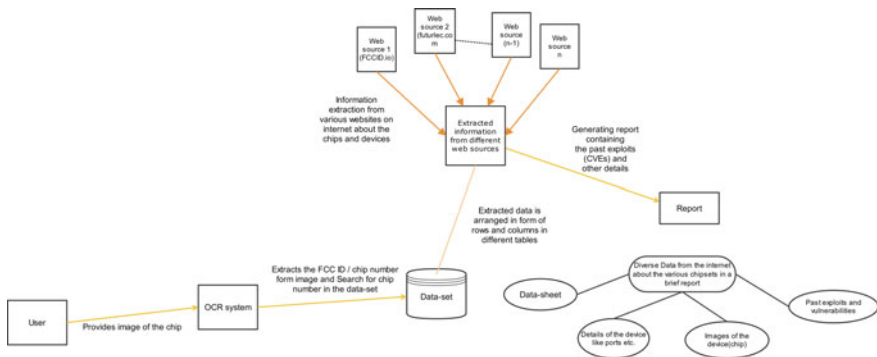 Web
source 1
(FCCID.io)
Web
source 2
(futurlec.co
m
Web
source
(n-1)
Web
source
n
Information
extraction from
various websites on
internet about the
chips and devices
Extracted
information
from different
web sources
Generating report
containing
the past exploits
(CVEs) and
other details
Report
Extracted data is
arranged in form of
rows and columns in
different tables
Extracts the FCC ID / chip number
form image and Search for chip
number in the data-set
Data-set
User
Provides image of the chip
OCR system
Diverse Data from the internet
about the various chipsets in a
brief report
Data-sheet
Details of the device
like ports etc.
Images of the
device(chip)
Past exploits and
vulnerabilities